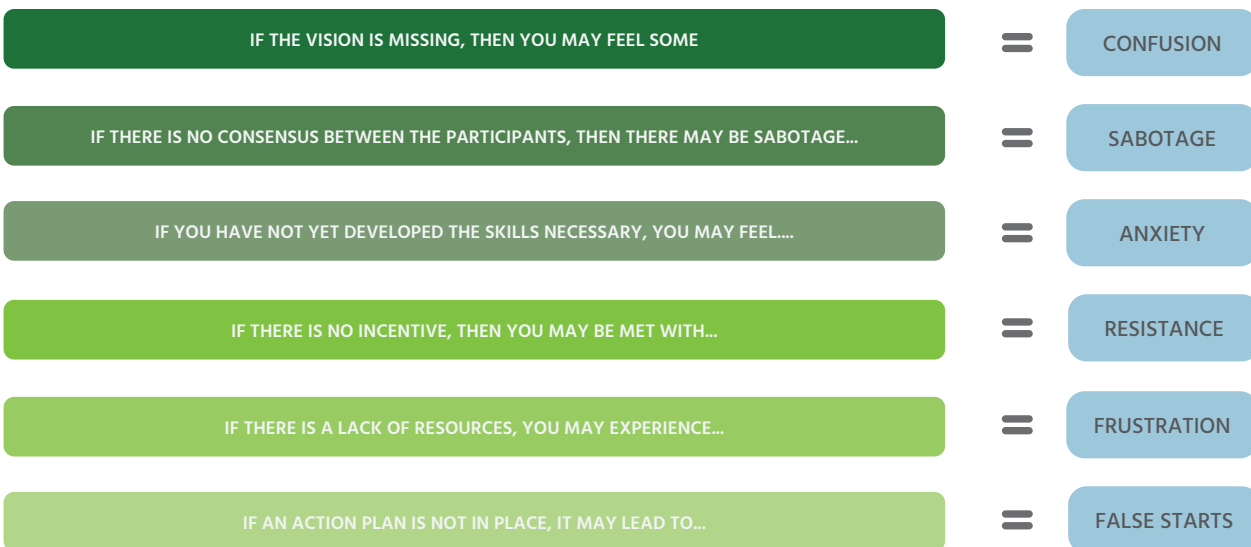 IF THE VISION IS MISSING, THEN YOU MAY FEEL SOME = CONFUSION
IF THERE IS NO CONSENSUS BETWEEN THE PARTICIPANTS, THEN THERE MAY BE SABOTAGE... = SABOTAGE
IF YOU HAVE NOT YET DEVELOPED THE SKILLS NECESSARY, YOU MAY FEEL.... = ANXIETY
IF THERE IS NO INCENTIVE, THEN YOU MAY BE MET WITH... = RESISTANCE
IF THERE IS A LACK OF RESOURCES, YOU MAY EXPERIENCE... = FRUSTRATION
IF AN ACTION PLAN IS NOT IN PLACE, IT MAY LEAD TO... = FALSE STARTS